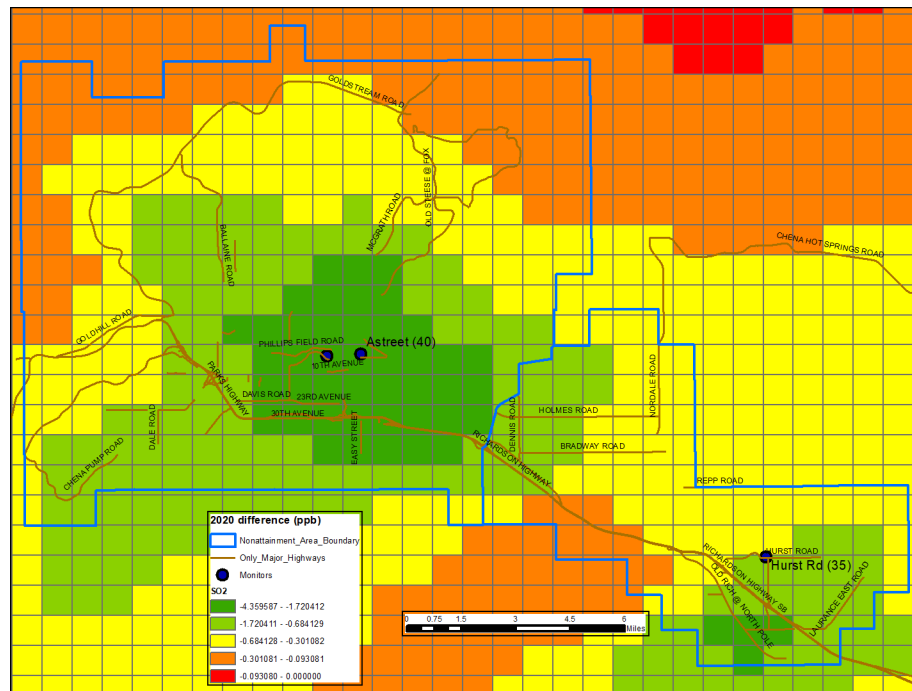 GOLDSTREAM ROAD
OLD STEESE @ FOX
MCGRATH ROAD
BALLAINE ROAD
CHENA HOT SPRINGS ROAD
GOLDHILL ROAD
PHILLIPS FIELD ROAD
Astreet (40)
10TH AVENUE
PARKS HIGHWAY
DAVIS ROAD
23RD AVENUE
30TH AVENUE
EASY STREET
DALE ROAD
CHENA PUMP ROAD
DENNIS ROAD
HOLMES ROAD
NORDALE ROAD
BRADWAY ROAD
RICHARDSON HIGHWAY
REPP ROAD
RICHARDSON HIGHWAY SB
HURST ROAD
Hurst Rd (35)
OLD RICH @ NORTH POLE
LAURANCE EAST ROAD
2020 difference (ppb)
Nonattainment_Area_Boundary
Only_Major_Highways
Monitors
SO2
-4.359587 - -1.720412
-1.720411 - -0.684129
-0.684128 - -0.301082
-0.301081 - -0.093081
-0.093080 - 0.000000
0 0.75 1.5 3 4.5 6
Miles